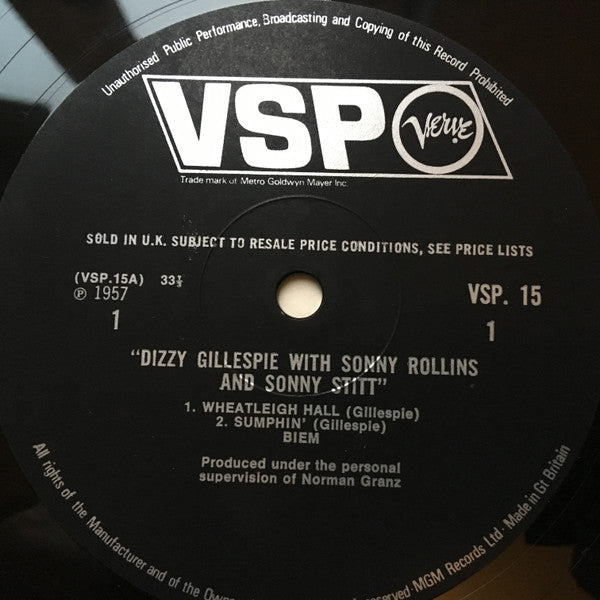 Unauthorised Public Performance, Broadcasting and Copying of this Record Prohibited
VSP Verve
Trade mark of Metro Goldwyn Mayer Inc.
SOLD IN U.K. SUBJECT TO RESALE PRICE CONDITIONS, SEE PRICE LISTS
(VSP.15A) 33⅓
℗ 1957
VSP. 15
1
1
"DIZZY GILLESPIE WITH SONNY ROLLINS
AND SONNY STITT"
1. WHEATLEIGH HALL (Gillespie)
2. SUMPHIN' (Gillespie)
BIEM
Produced under the personal
supervision of Norman Granz
All rights of the Manufacturer and of the reserved · MGM Records Ltd · Made in Gt Britain